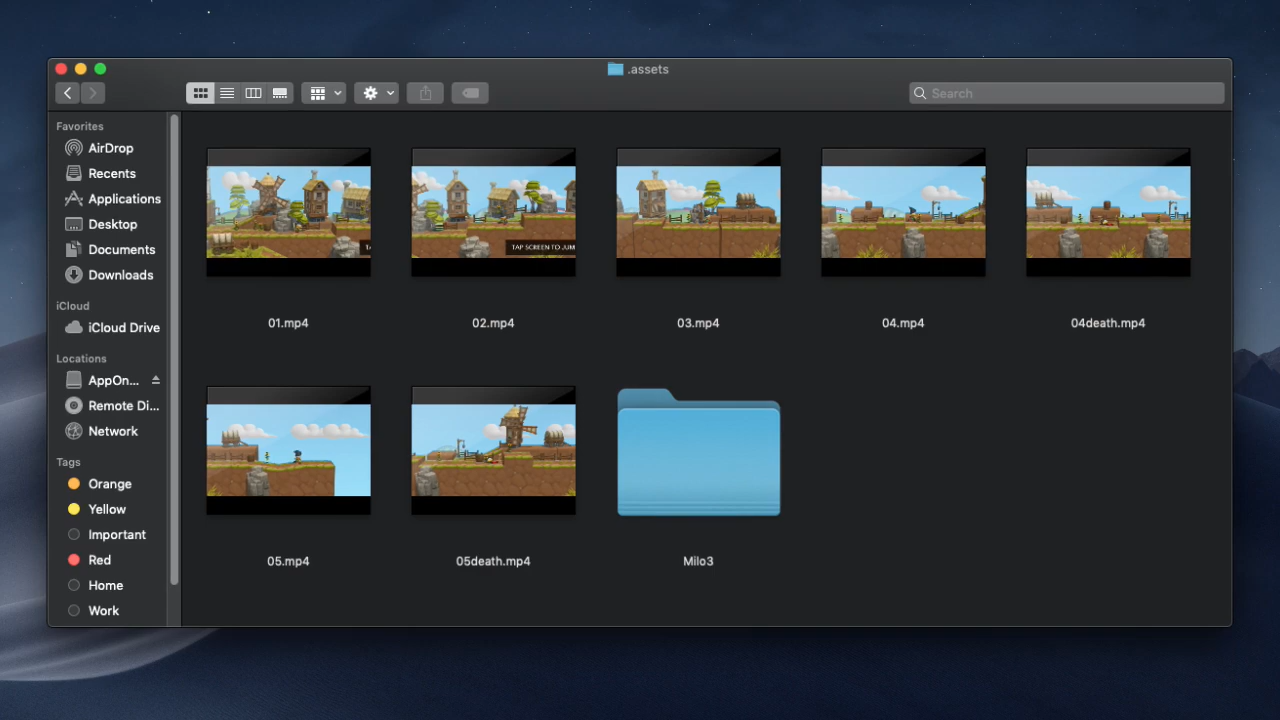 .assets
Search
Favorites
AirDrop
Recents
Applications
Desktop
Documents
Downloads
iCloud
iCloud Drive
Locations
AppOn...
Remote Di...
Network
Tags
Orange
Yellow
Important
Red
Home
Work
TAP SCREEN TO JUM
01.mp4
02.mp4
03.mp4
04.mp4
04death.mp4
05.mp4
05death.mp4
Milo3